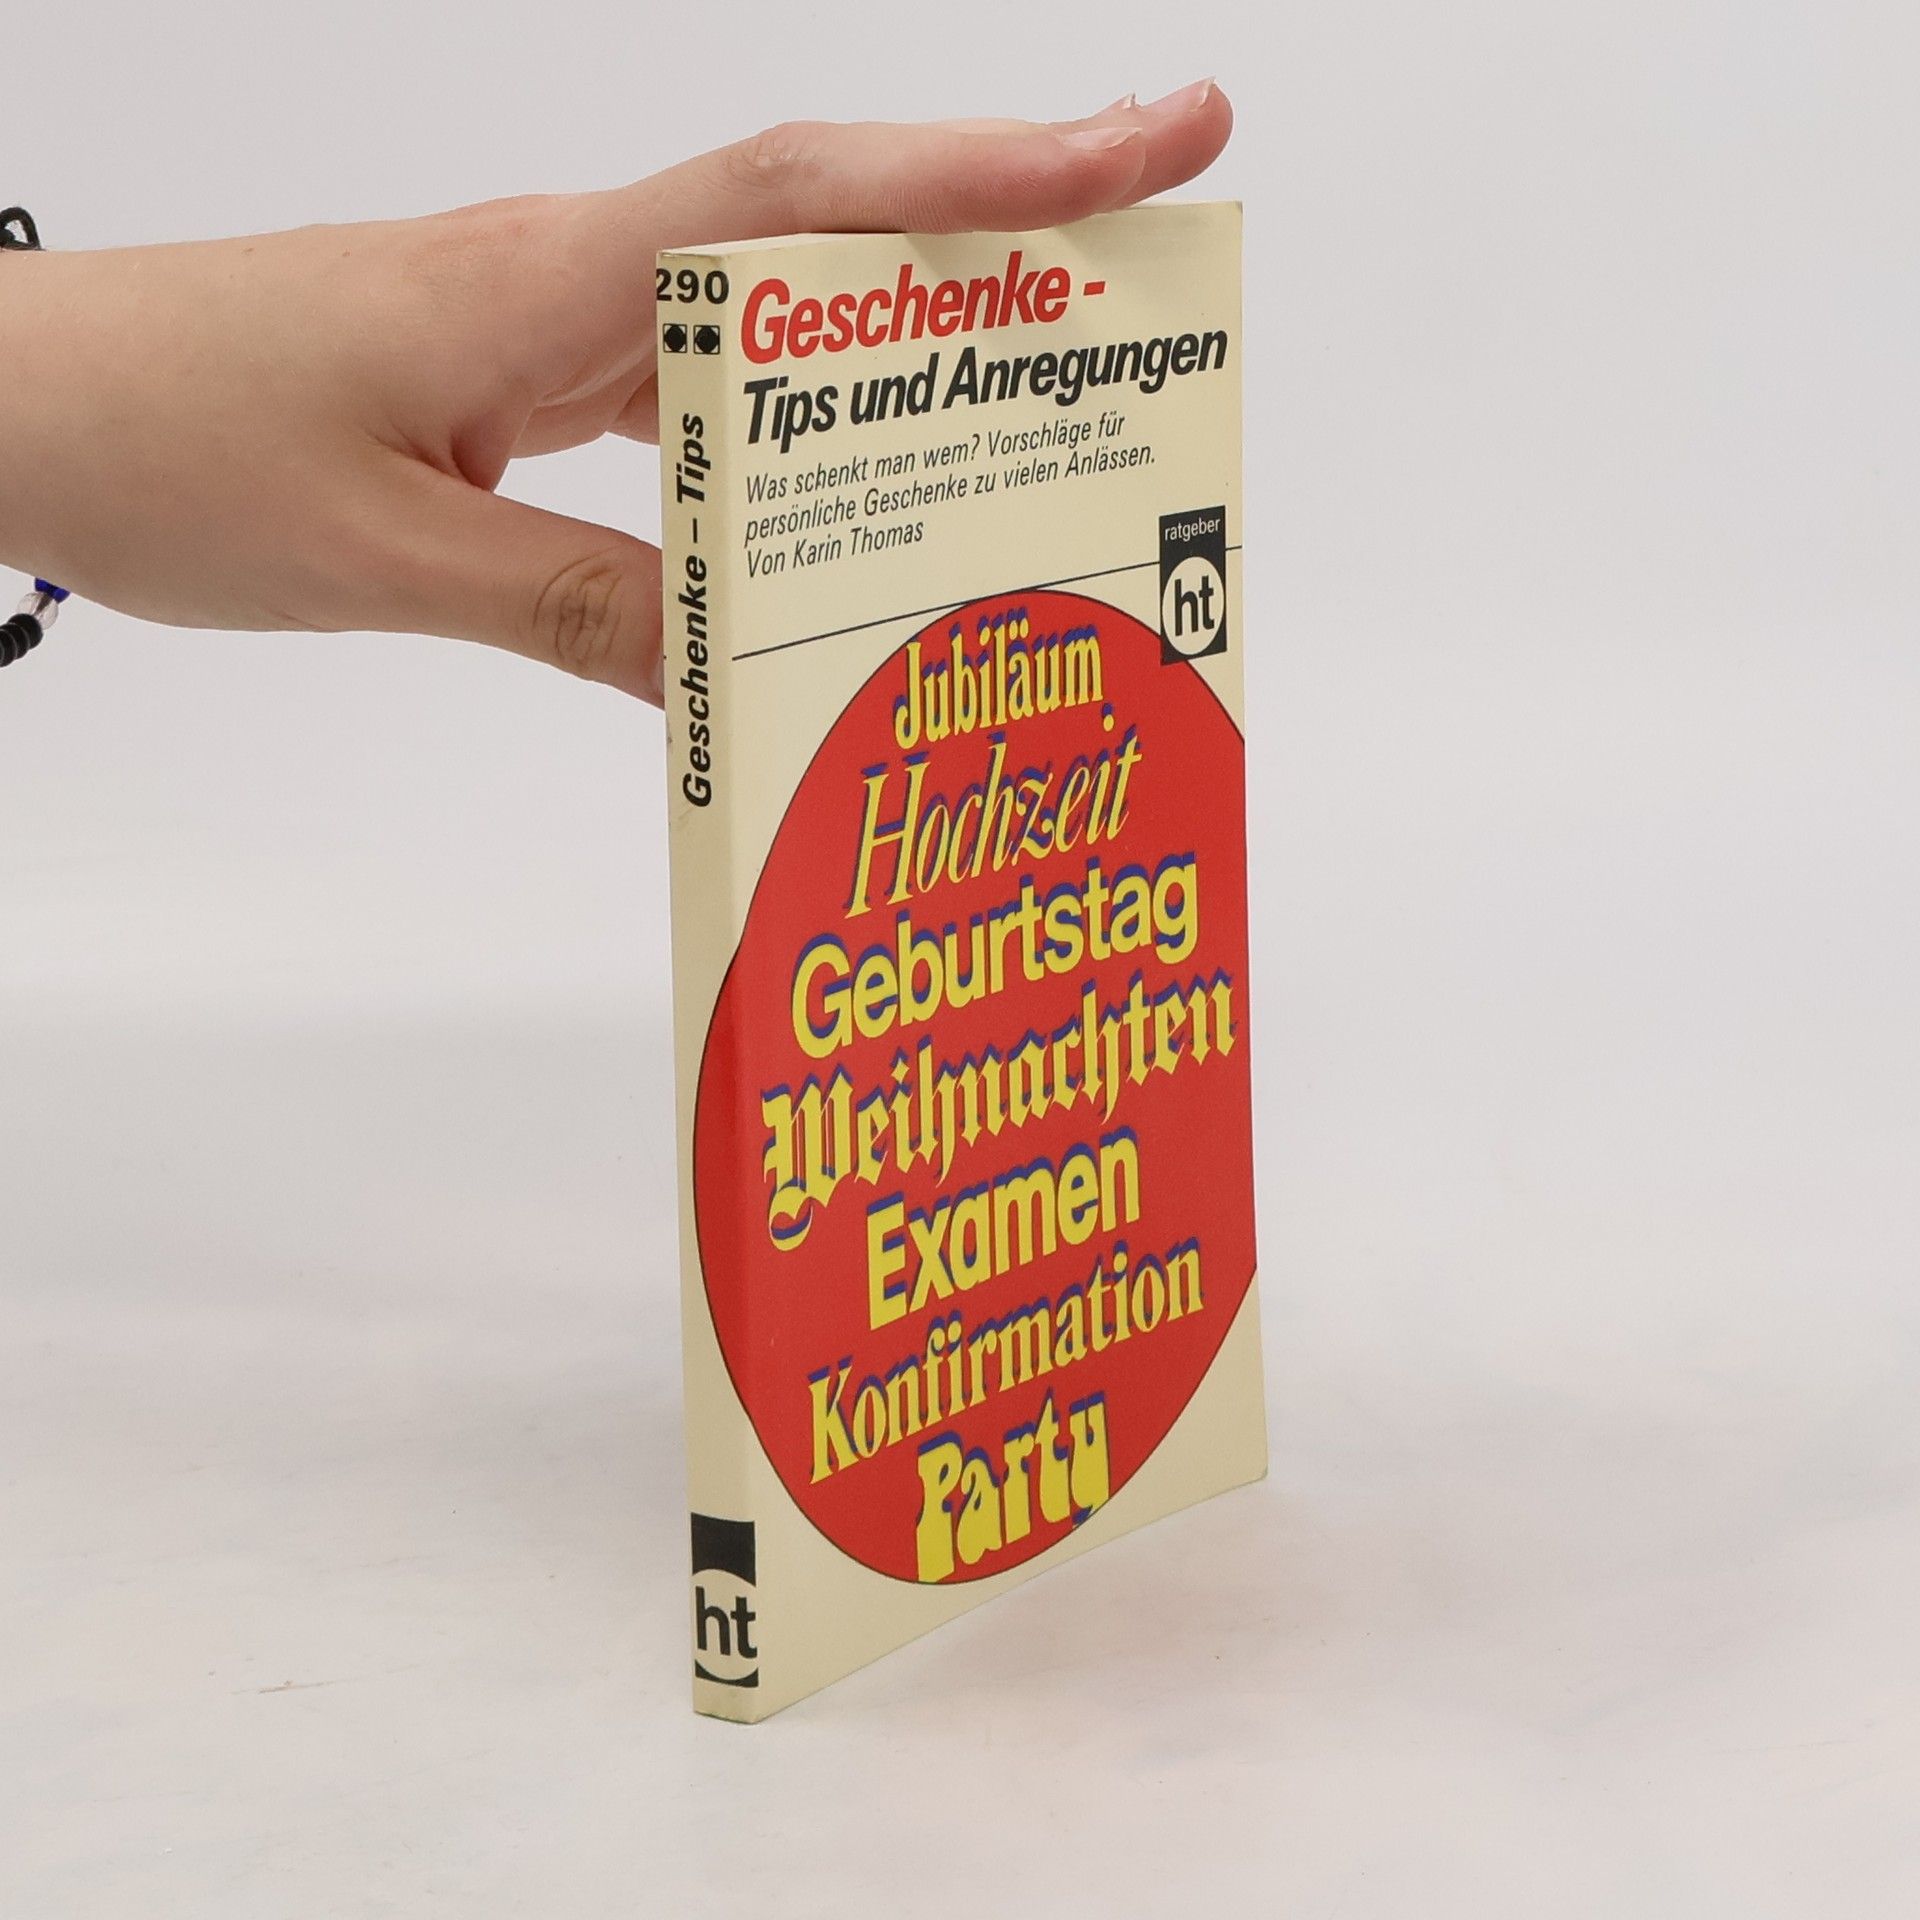 290
Geschenke – Tips
ht
Geschenke -
Tips und Anregungen
Was schenkt man wem? Vorschläge für
persönliche Geschenke zu vielen Anlässen.
Von Karin Thomas
ratgeber
ht
Jubiläum
Hochzeit
Geburtstag
Weihnachten
Examen
Konfirmation
Party